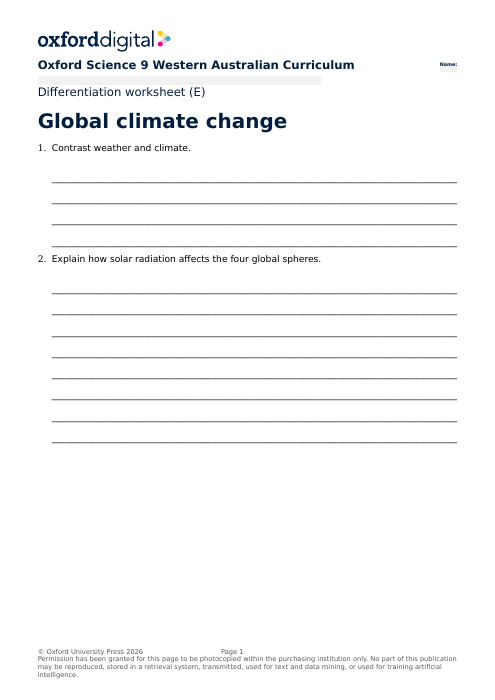 oxforddigital
Oxford Science 9 Western Australian Curriculum
Name:
Differentiation worksheet (E)
Global climate change
1. Contrast weather and climate.
2. Explain how solar radiation affects the four global spheres.
© Oxford University Press 2026 Page 1
Permission has been granted for this page to be photocopied within the purchasing institution only. No part of this publication
may be reproduced, stored in a retrieval system, transmitted, used for text and data mining, or used for training artificial
intelligence.